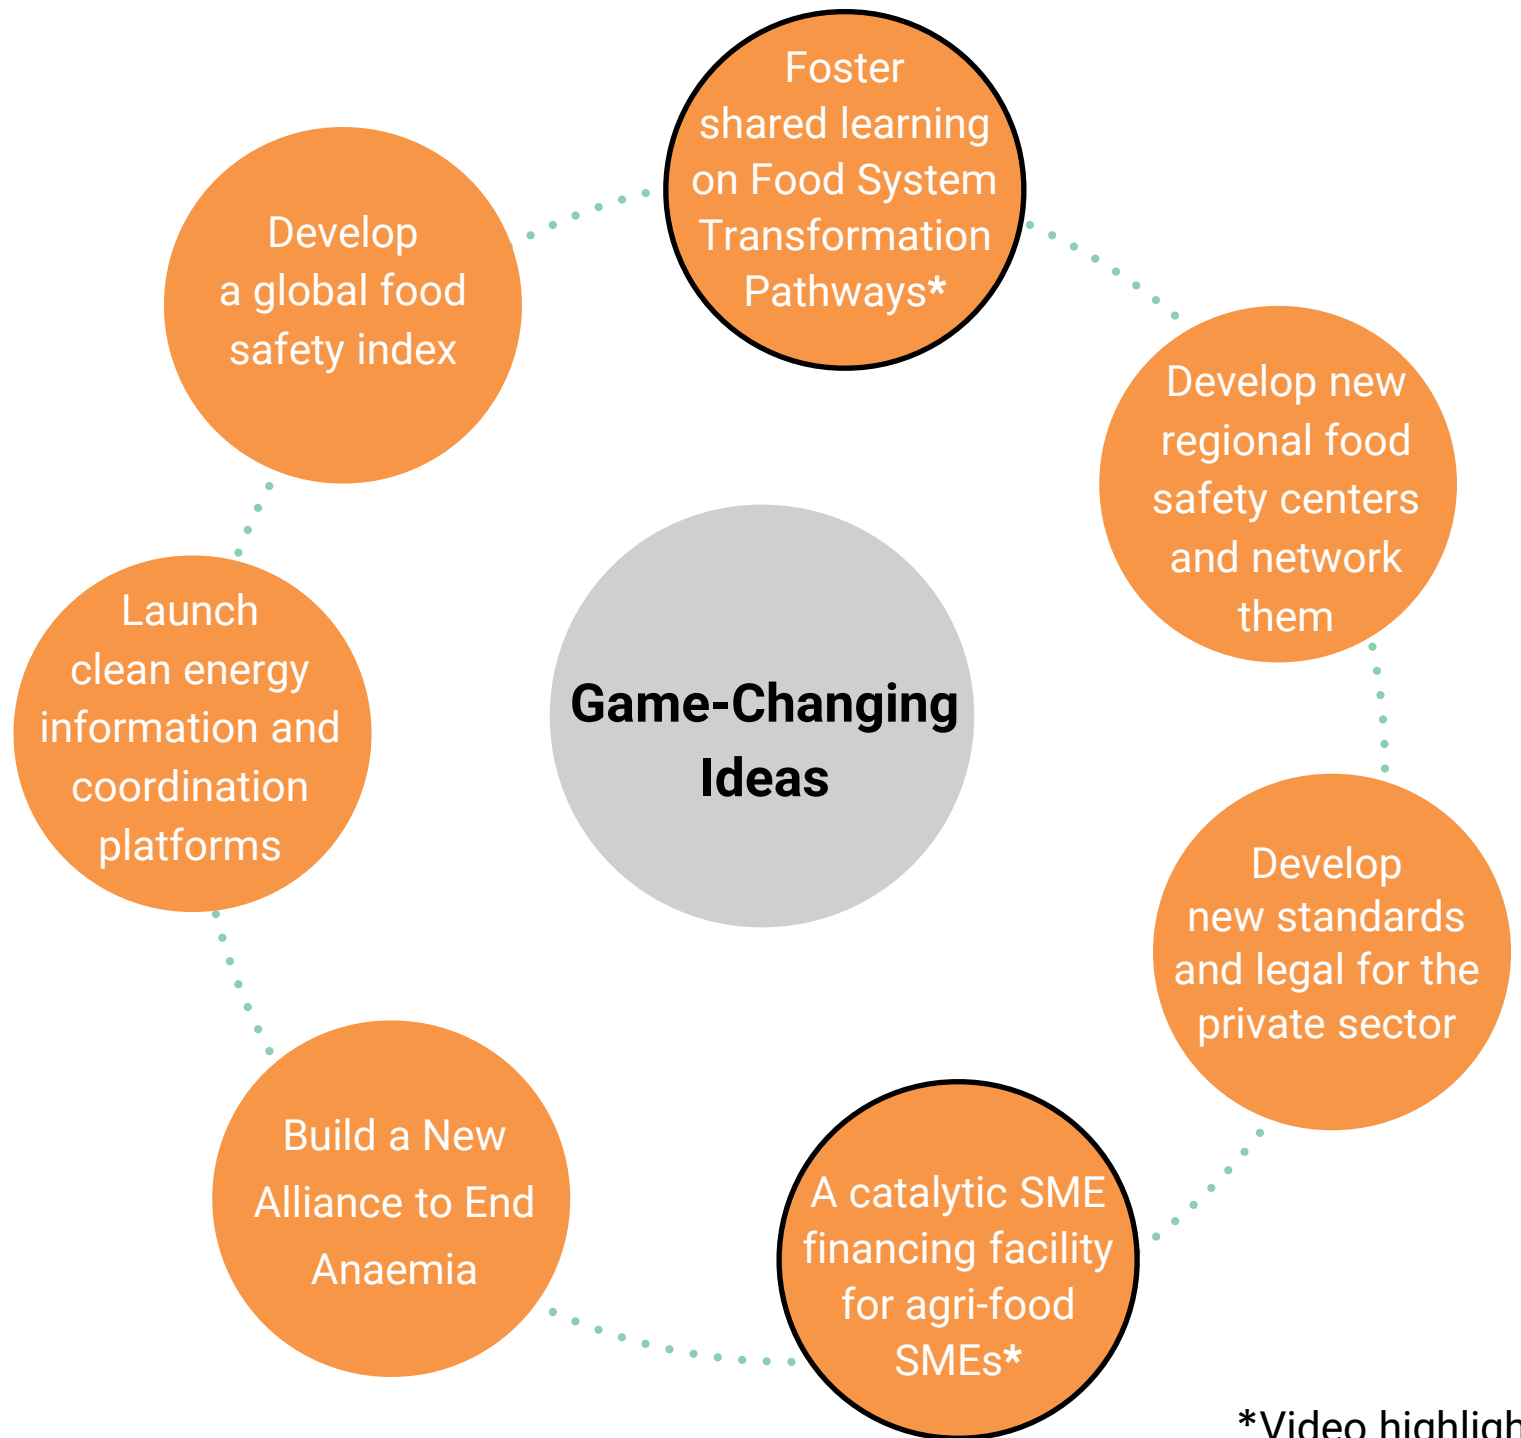 Foster
shared learning
on Food System
Transformation
Pathways*
Develop
a global food
safety index
Develop new
regional food
safety centers
and network
them
Launch
clean energy
information and
coordination
platforms
Game-Changing
Ideas
Develop
new standards
and legal for the
private sector
Build a New
Alliance to End
Anaemia
A catalytic SME
financing facility
for agri-food
SMEs*
*Video